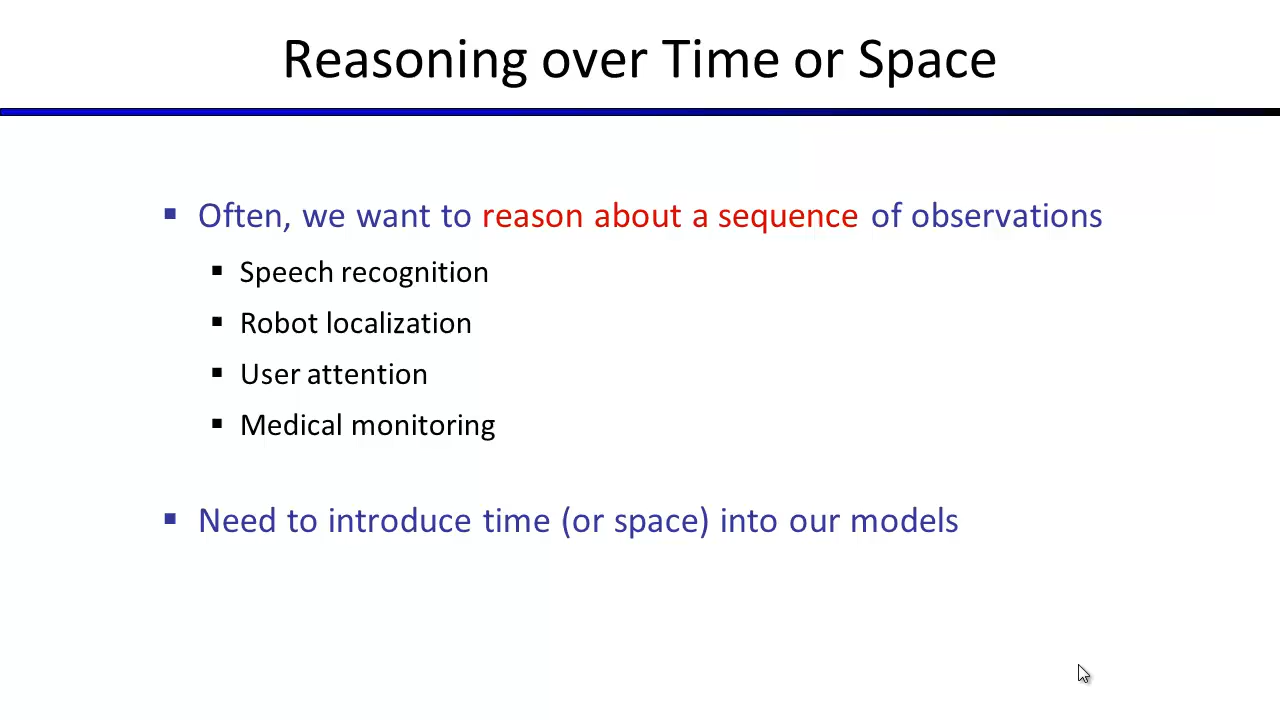 Reasoning over Time or Space
▪ Often, we want to reason about a sequence of observations
▪ Speech recognition
▪ Robot localization
▪ User attention
▪ Medical monitoring
▪ Need to introduce time (or space) into our models